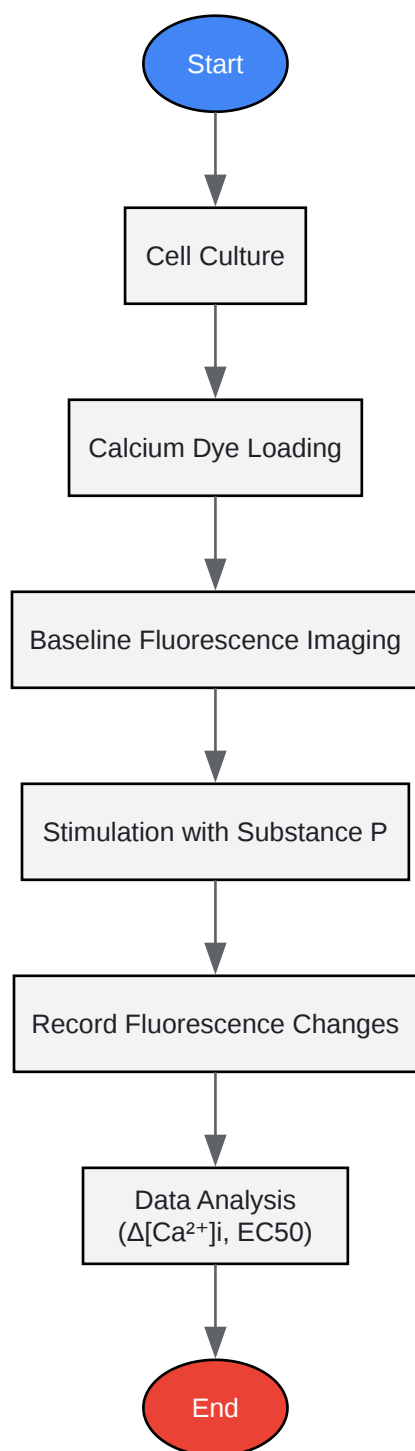 Start
Cell Culture
Calcium Dye Loading
Baseline Fluorescence Imaging
Stimulation with Substance P
Record Fluorescence Changes
Data Analysis
(Δ[Ca²⁺]i, EC50)
End